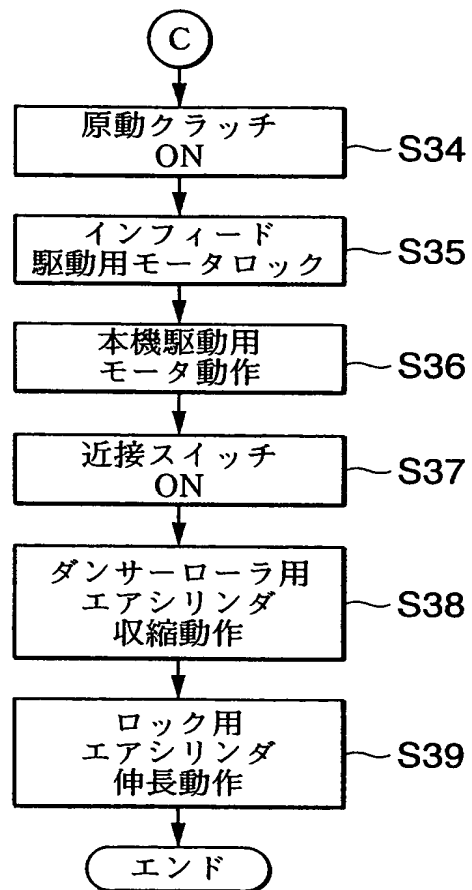 C
原動クラッチ
ON
S34
インフィード
駆動用モータロック
S35
本機駆動用
モータ動作
S36
近接スイッチ
ON
S37
ダンサーローラ用
エアシリンダ
収縮動作
S38
ロック用
エアシリンダ
伸長動作
S39
エンド